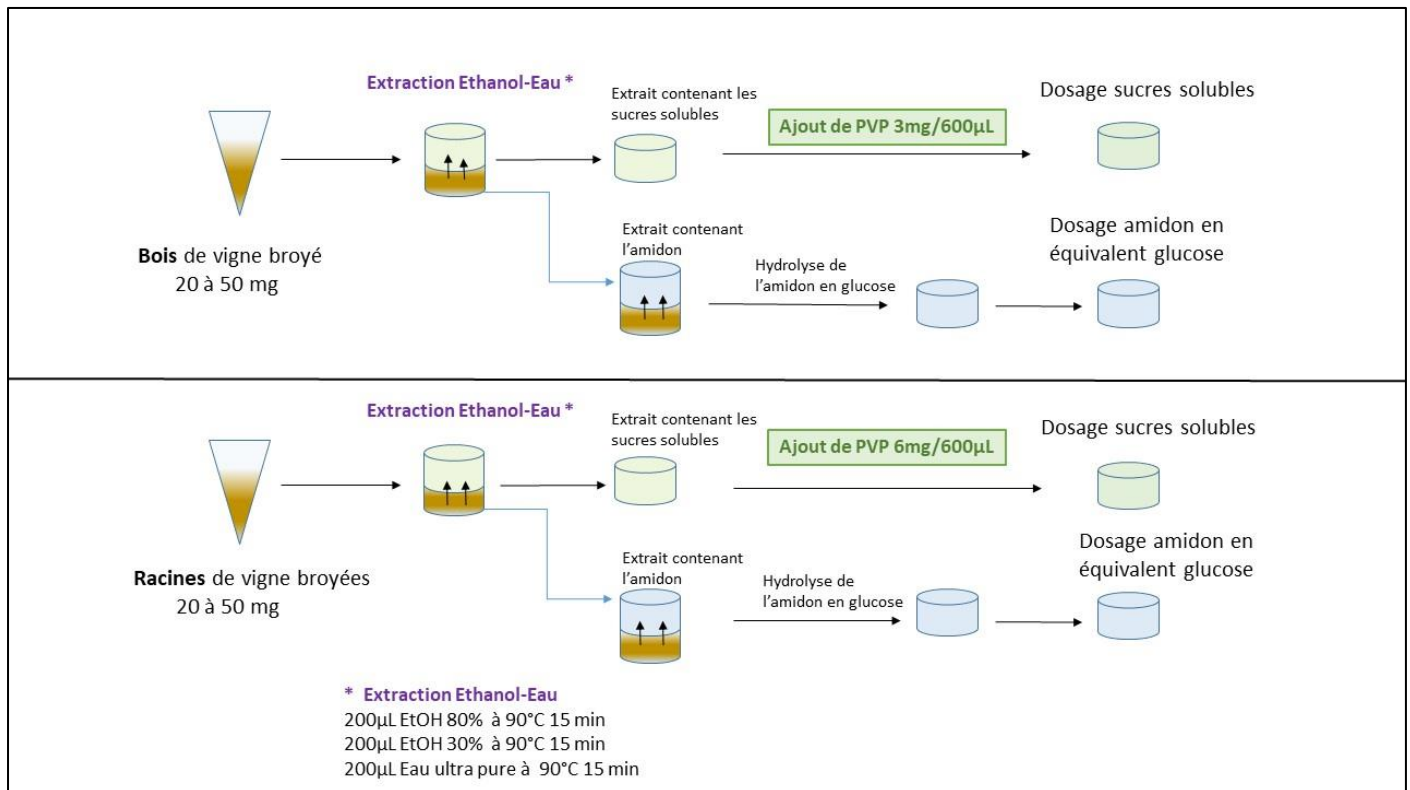 Extraction Ethanol-Eau *
Extrait contenant les
sucres solubles
Ajout de PVP 3mg/600µL
Dosage sucres solubles
Bois de vigne broyé
20 à 50 mg
Extrait contenant
l'amidon
Hydrolyse de
l'amidon en glucose
Dosage amidon en
équivalent glucose
Extraction Ethanol-Eau *
Extrait contenant les
sucres solubles
Ajout de PVP 6mg/600µL
Dosage sucres solubles
Racines de vigne broyées
20 à 50 mg
Extrait contenant
l'amidon
Hydrolyse de
l'amidon en glucose
Dosage amidon en
équivalent glucose
* Extraction Ethanol-Eau
200µL EtOH 80% à 90°C 15 min
200µL EtOH 30% à 90°C 15 min
200µL Eau ultra pure à 90°C 15 min